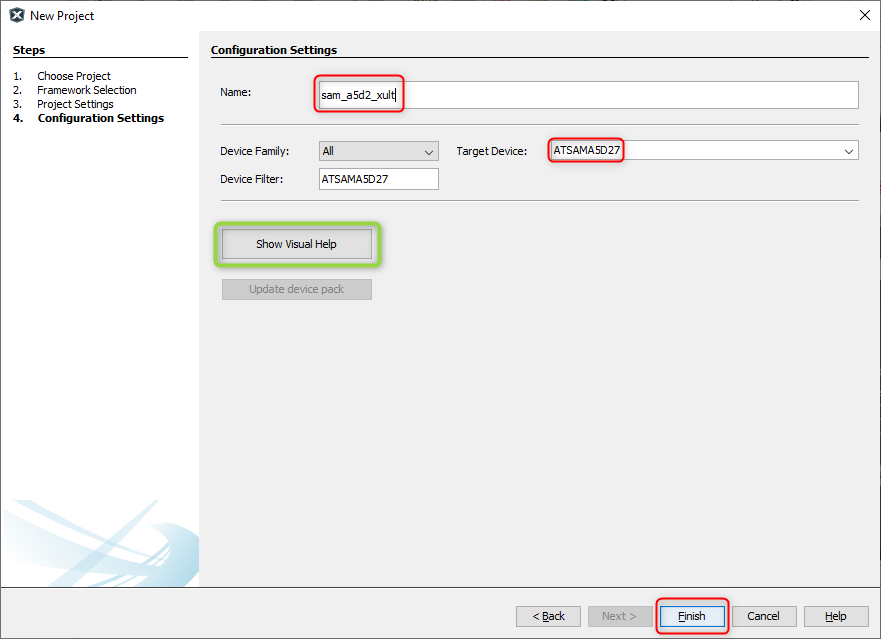 New Project
Steps
1. Choose Project
2. Framework Selection
3. Project Settings
4. Configuration Settings
Configuration Settings
Name: sam_a5d2_xult
Device Family: All Target Device: ATSAMA5D27
Device Filter: ATSAMA5D27
Show Visual Help
Update device pack
< Back Next > Finish Cancel Help